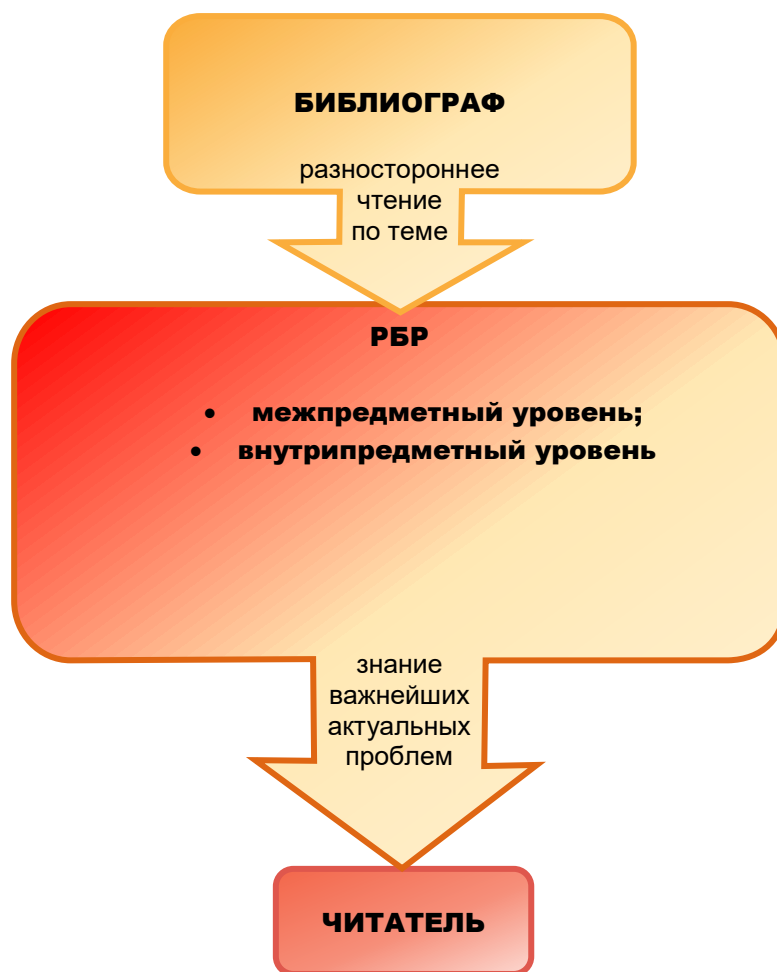 БИБЛИОГРАФ
разностороннее
чтение
по теме
РБР
• межпредметный уровень;
• внутрипредметный уровень
знание
важнейших
актуальных
проблем
ЧИТАТЕЛЬ